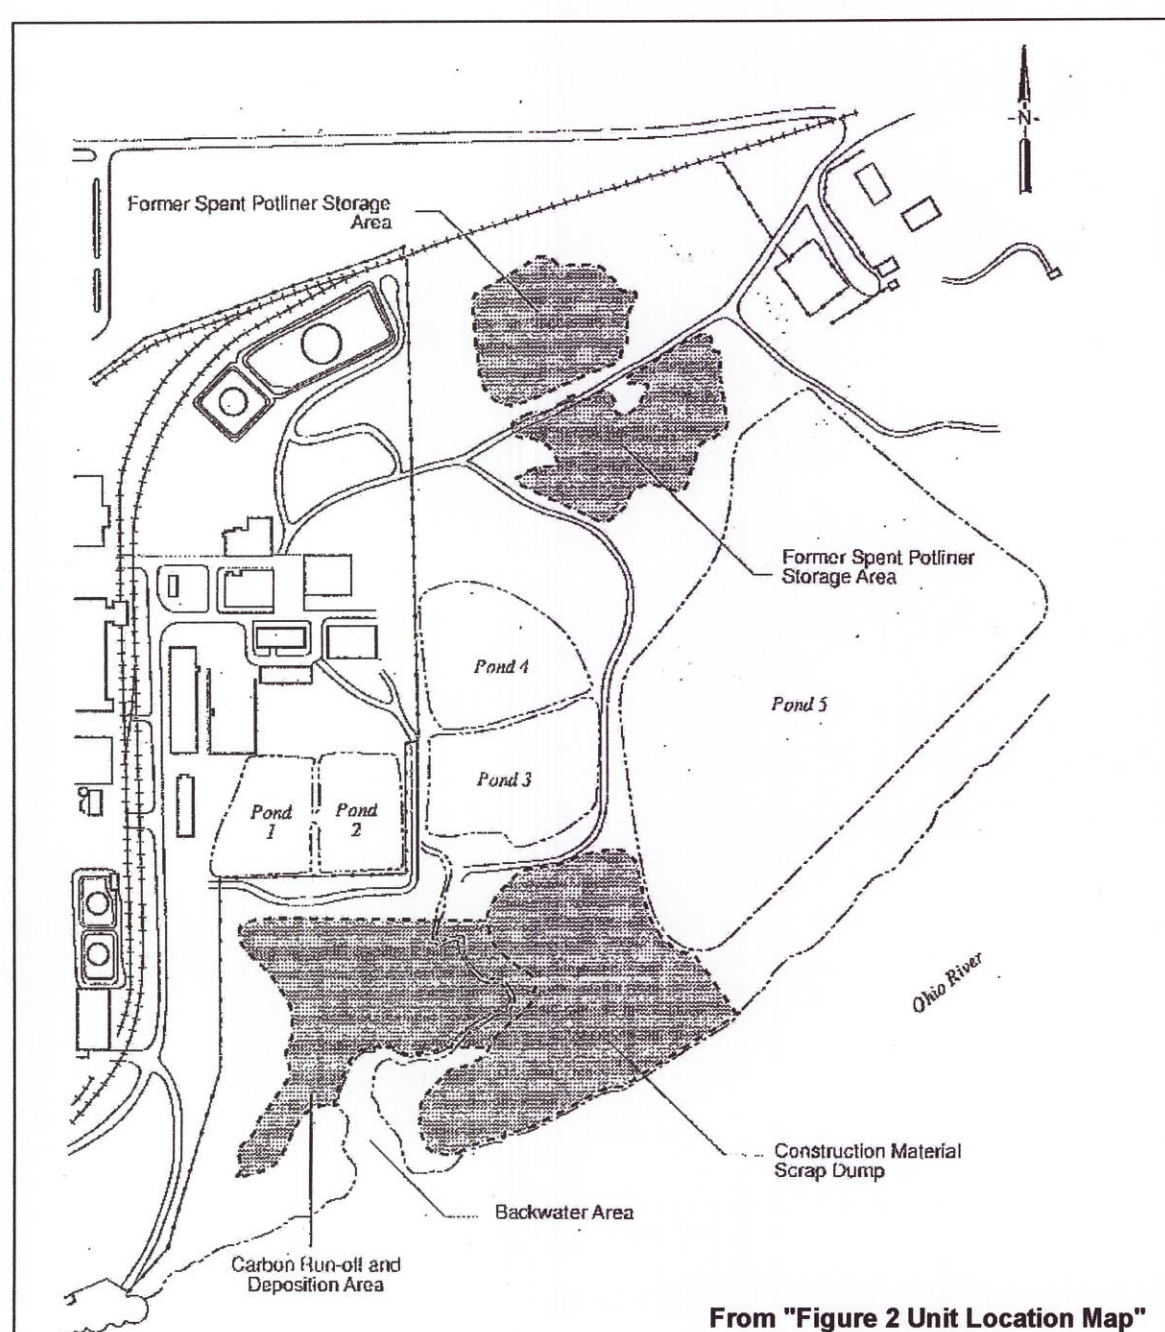 -N-
Former Spent Potliner Storage
Area
Former Spent Potliner
Storage Area
Pond 4
Pond 5
Pond 3
Pond
1
Pond
2
Ohio River
Construction Material
Scrap Dump
Backwater Area
Carbon Run-off and
Deposition Area
From "Figure 2 Unit Location Map"